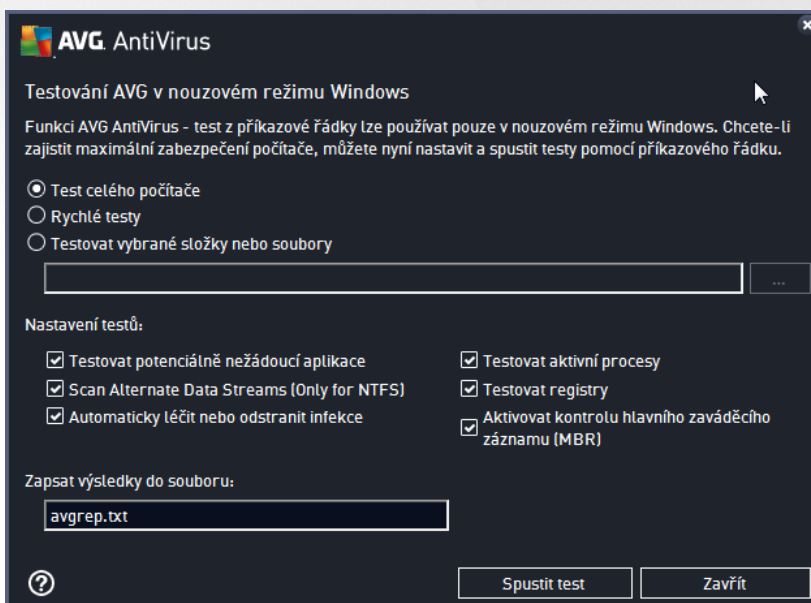 AVG AntiVirus
Testování AVG v nouzovém režimu Windows
Funkci AVG AntiVirus - test z příkazové řádky lze používat pouze v nouzovém režimu Windows. Chcete-li
zajistit maximální zabezpečení počítače, můžete nyní nastavit a spustit testy pomocí příkazového řádku.
Test celého počítače
Rychlé testy
Testovat vybrané složky nebo soubory
...
Nastavení testů:
Testovat potenciálně nežádoucí aplikace
Testovat aktivní procesy
Scan Alternate Data Streams (Only for NTFS)
Testovat registry
Automaticky léčit nebo odstranit infekce
Aktivovat kontrolu hlavního zaváděcího
záznamu (MBR)
Zapsat výsledky do souboru:
avgrep.txt
?
Spustit test
Zavřít